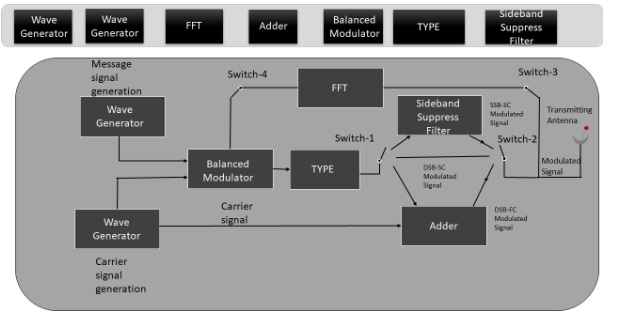 Wave
Generator
Wave
Generator
FFT
Adder
Balanced
Modulator
TYPE
Sideband
Suppress
Filter
Message
signal
generation
Switch-4
FFT
Switch-3
Wave
Generator
Sideband
Suppress
Filter
SSB-SC
Modulated
Signal
Transmitting
Antenna
Switch-1
Switch-2
Balanced
Modulator
TYPE
DSB-SC
Modulated
Signal
Modulated
Signal
Wave
Generator
Carrier
signal
Adder
DSB-FC
Modulated
Signal
Carrier
signal
generation